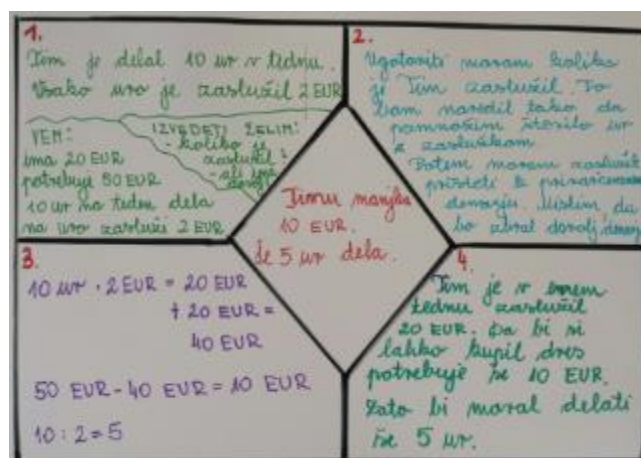 1.
Tim je delal 10 ur v tednu.
Vsako uro je zaslužil 2 EUR
VEM:
ima 20 EUR
potrebuje 50 EUR
10 ur na teden dela
na uro zasluži 2 EUR
IZVEDETI ŽELIM:
- koliko je
zaslužil
- ali ima
dovolj
2.
Ugotoviti moram koliko
je Tim zaslužil. To
bom naredil tako da
pomnožim število ur
z zaslužkom
Potem moram zaslužek
prišteti k
denarju. Mislim, da
bo zbral dovolj denarja
Timu manjka
10 EUR.
Še 5 ur dela.
3.
10 ur · 2 EUR = 20 EUR
+ 20 EUR =
40 EUR
50 EUR - 40 EUR = 10 EUR
10 : 2 = 5
4.
Tim je v enem
tednu zaslužil
20 EUR. Da bi si
lahko kupil dres
potrebuje še 10 EUR.
Zato bi moral delati
še 5 ur.